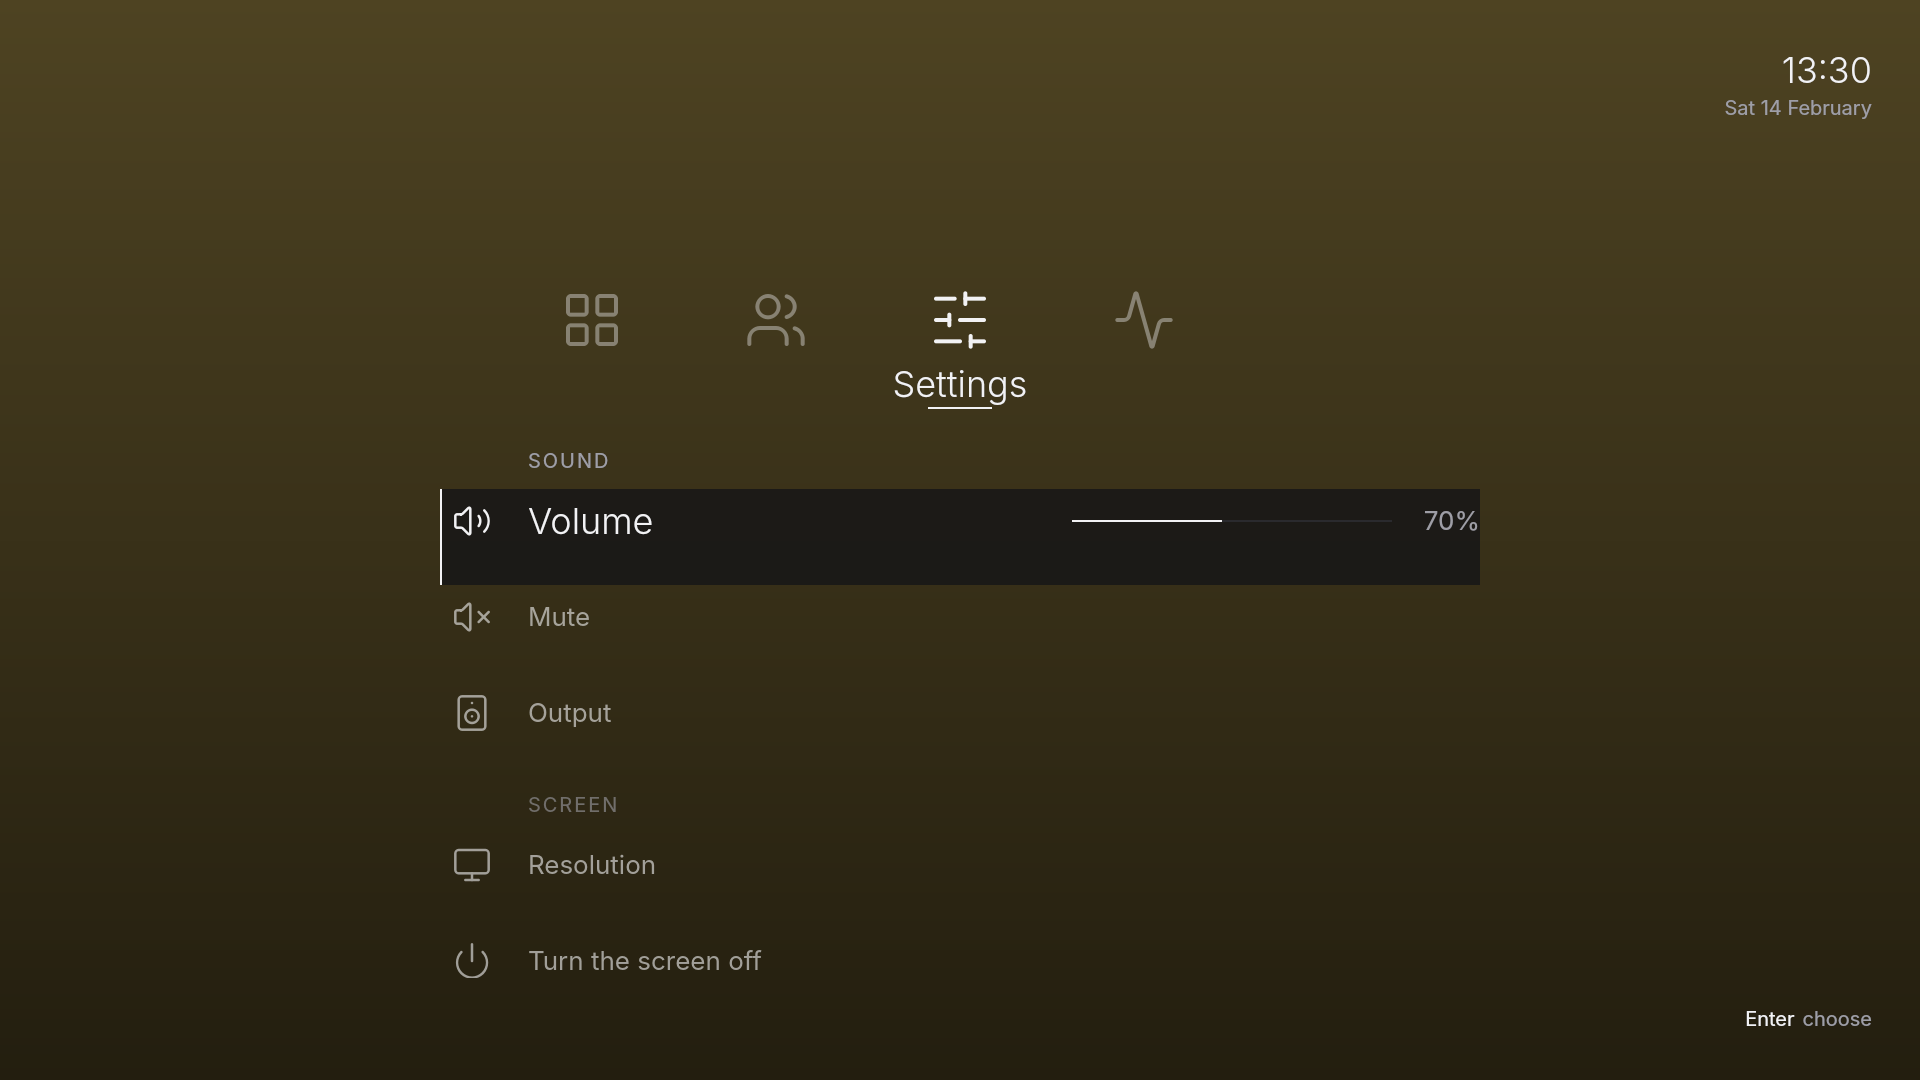 13:30
Sat 14 February
Settings
SOUND
Volume 70%
Mute
Output
SCREEN
Resolution
Turn the screen off
Enter choose